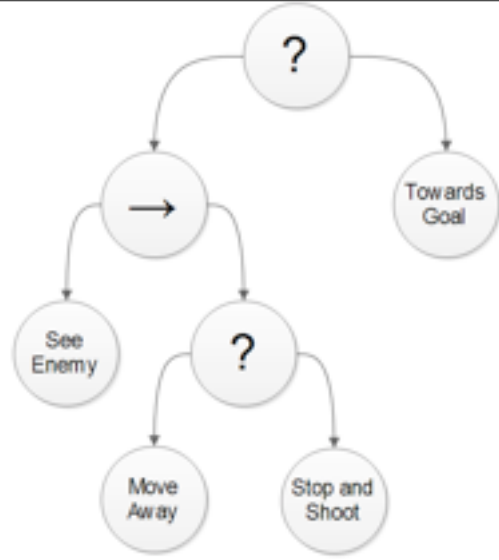 ?
→
Towards
Goal
See
Enemy
?
Move
Away
Stop and
Shoot